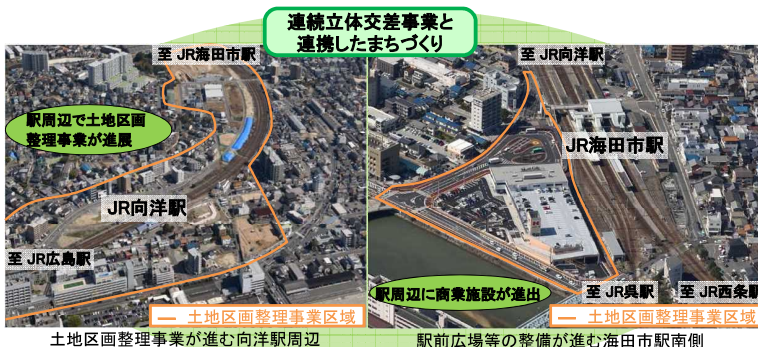 連続立体交差事業と
連携したまちづくり
至 JR海田市駅
駅周辺で土地区画
整理事業が進展
JR向洋駅
至 JR広島駅
土地区画整理事業区域
土地区画整理事業が進む向洋駅周辺
至 JR向洋駅
JR海田市駅
駅周辺に商業施設が進出
至 JR呉駅
至 JR西条駅
土地区画整理事業区域
駅前広場等の整備が進む海田市駅南側